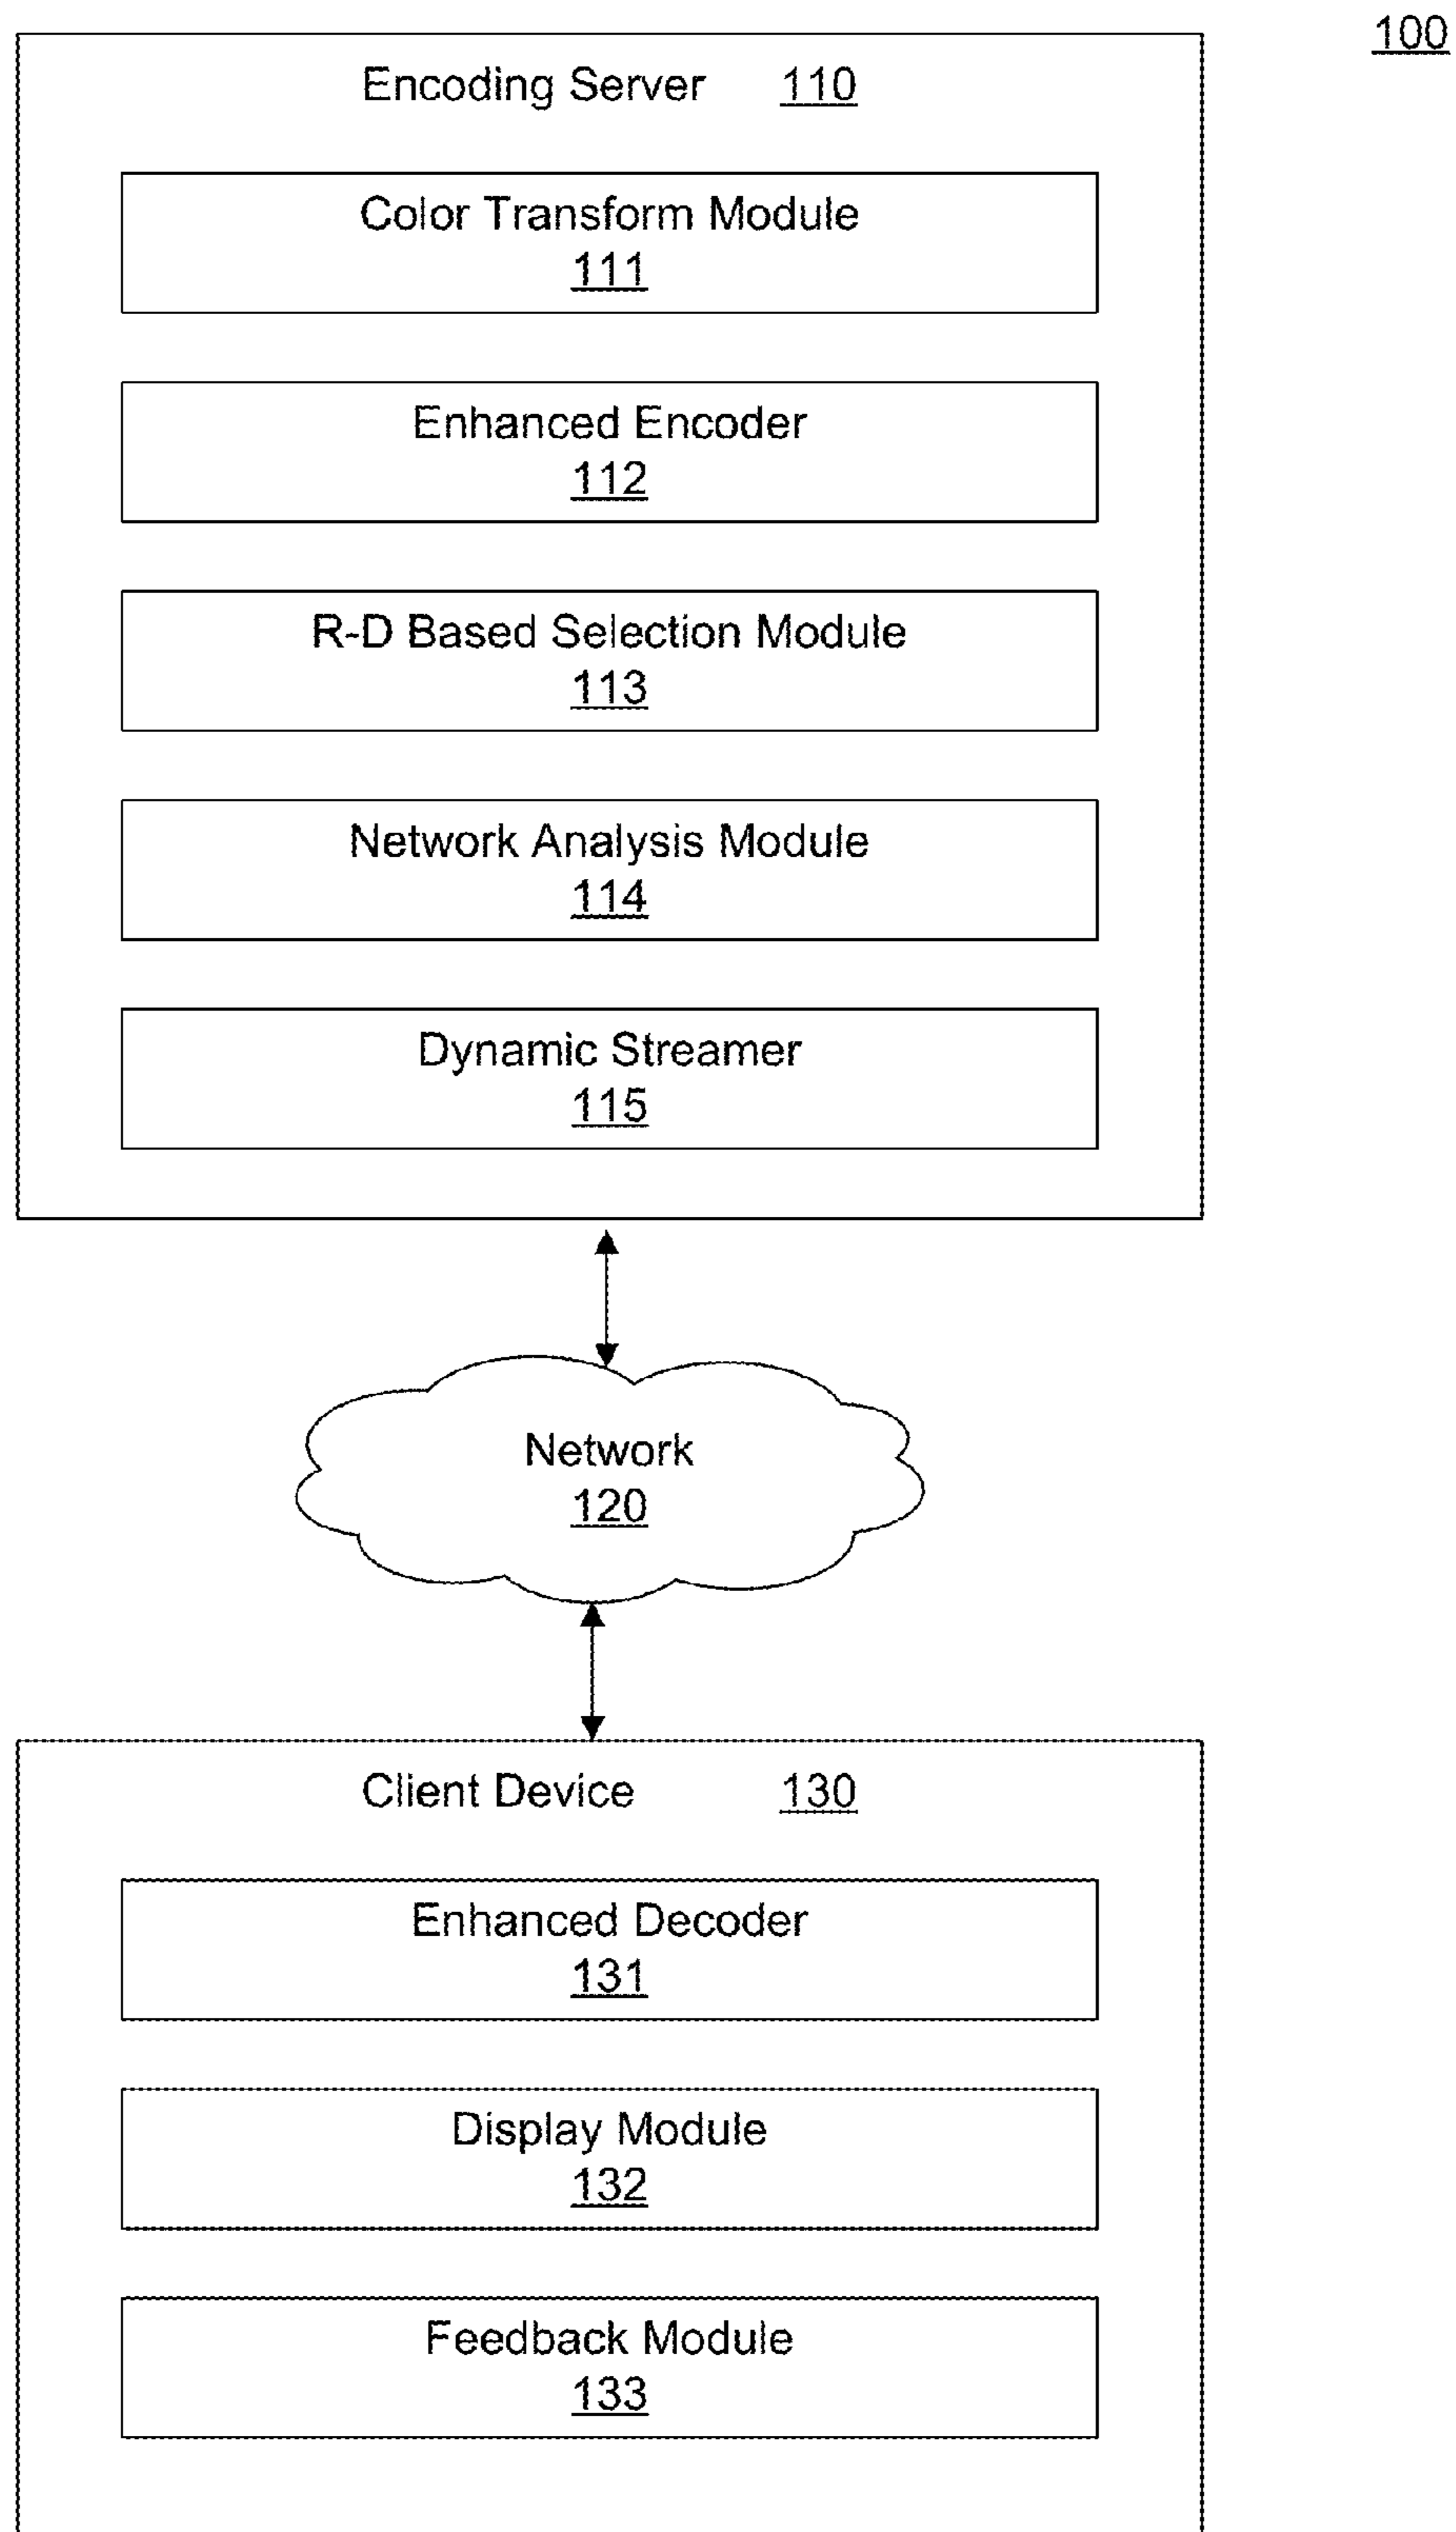 100
Encoding Server 110
Color Transform Module
111
Enhanced Encoder
112
R-D Based Selection Module
113
Network Analysis Module
114
Dynamic Streamer
115
Network
120
Client Device 130
Enhanced Decoder
131
Display Module
132
Feedback Module
133